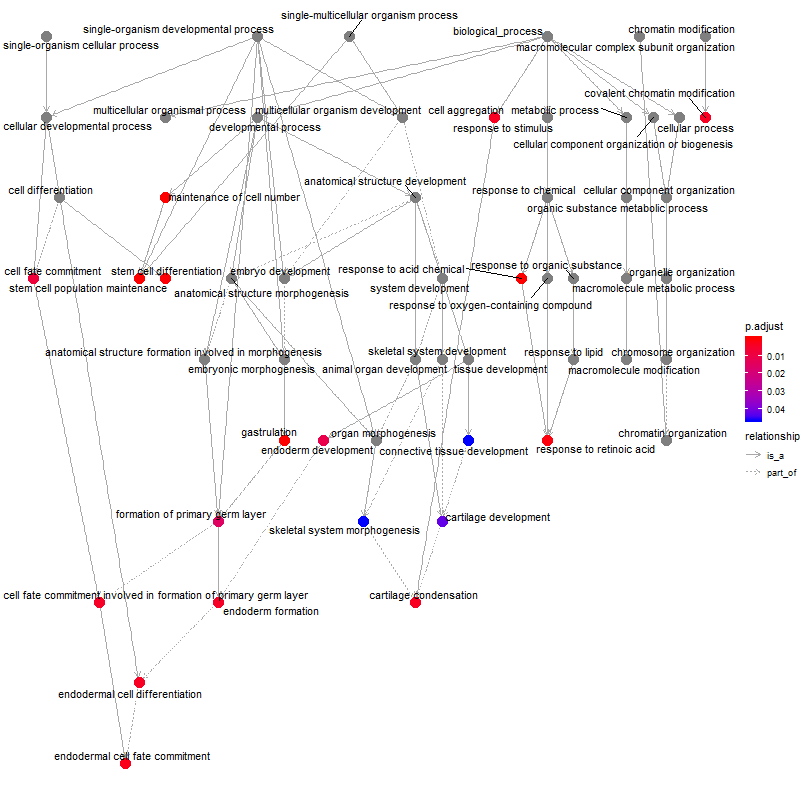 single-multicellular organism process
single-organism developmental process
chromatin modification
biological_process
single-organism cellular process
macromolecular complex subunit organization
covalent chromatin modification
multicellular organism process
multicellular organism development
cell aggregation
metabolic process
cellular developmental process
developmental process
response to stimulus
cellular process
cellular component organization or biogenesis
anatomical structure development
cell differentiation
response to chemical
cellular component organization
maintenance of cell number
organic substance metabolic process
response to organic substance
response to acid chemical
cell fate commitment
stem cell differentiation
embryo development
organelle organization
stem cell population maintenance
system development
macromolecule metabolic process
anatomical structure morphogenesis
response to oxygen-containing compound
p.adjust
anatomical structure formation involved in morphogenesis
skeletal system development
response to lipid
chromosome organization
0.01
embryonic morphogenesis
animal organ development
tissue development
macromolecule modification
0.02
0.03
0.04
gastrulation
organ morphogenesis
chromatin organization
relationship
endoderm development
connective tissue development
response to retinoic acid
is_a
part_of
formation of primary germ layer
cartilage development
skeletal system morphogenesis
cell fate commitment involved in formation of primary germ layer
cartilage condensation
endoderm formation
endodermal cell differentiation
endodermal cell fate commitment